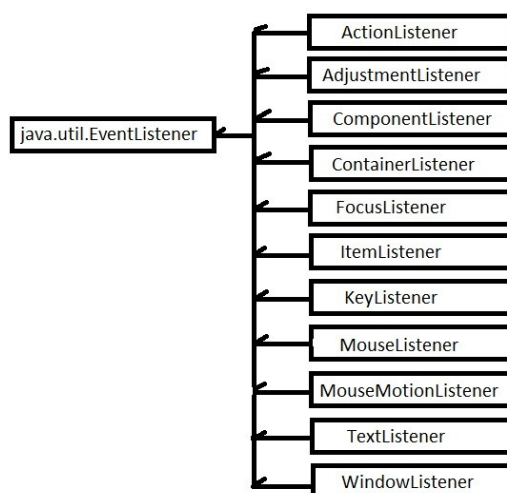 ActionListener
AdjustmentListener
java.util.EventListener
ComponentListener
ContainerListener
FocusListener
ItemListener
KeyListener
MouseListener
MouseMotionListener
TextListener
WindowListener